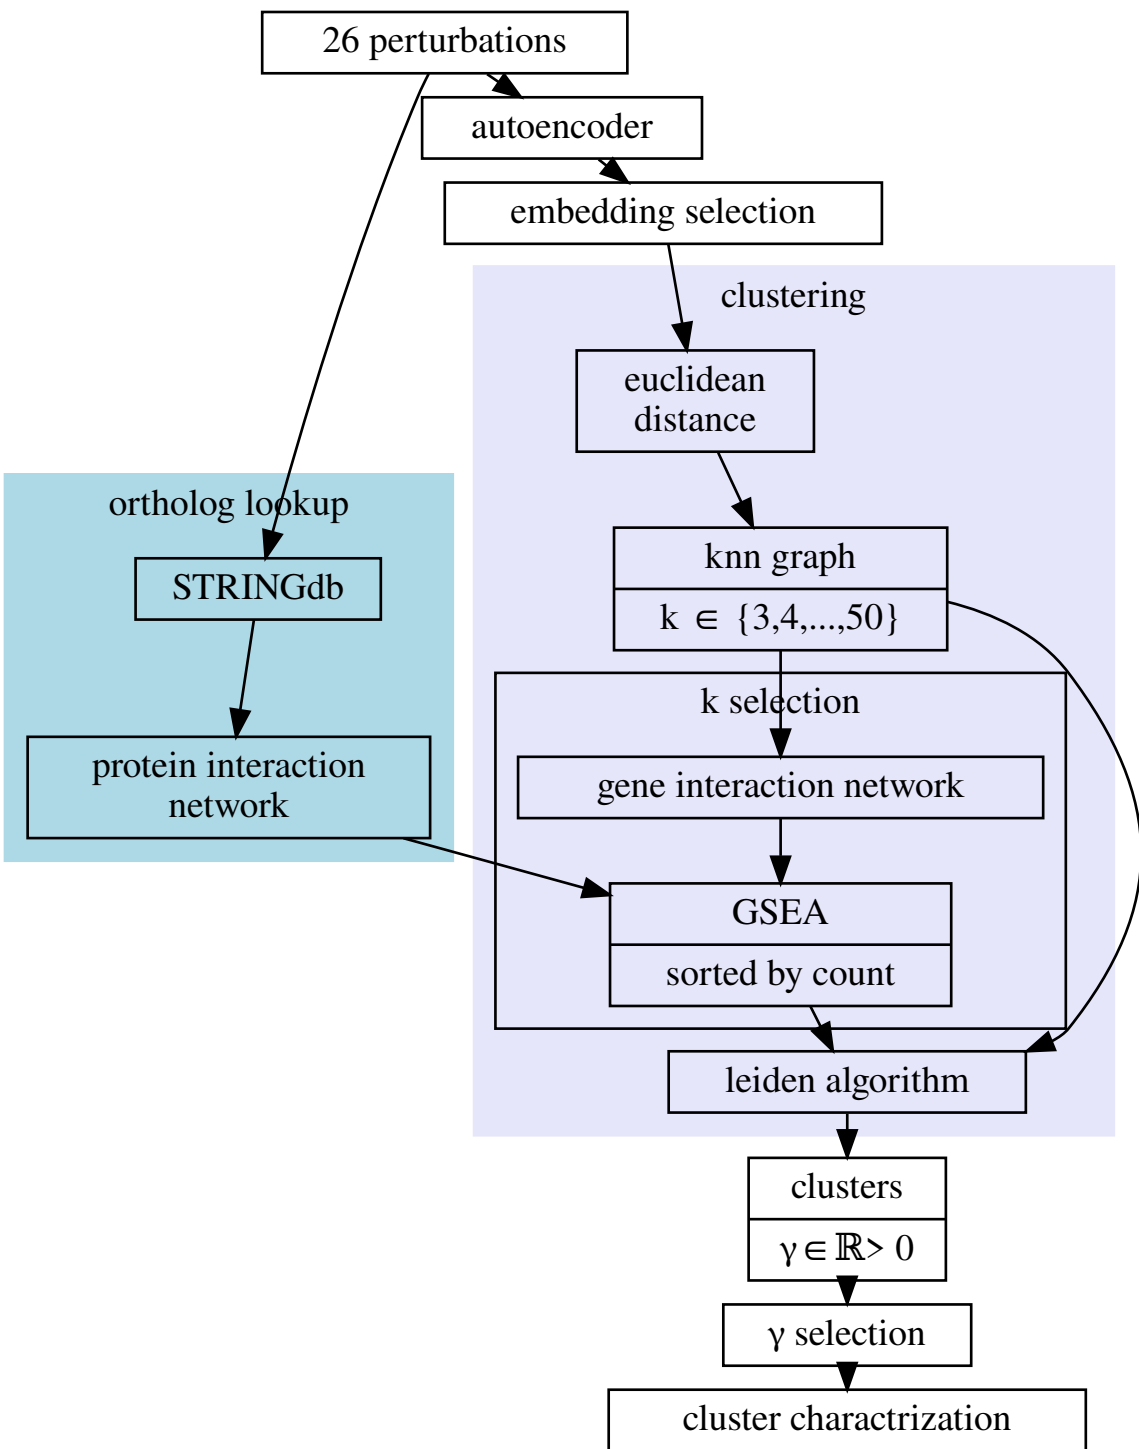 26 perturbations
autoencoder
embedding selection
clustering
euclidean
distance
ortholog lookup
STRINGdb
knn graph
k ∈ {3,4,...,50}
k selection
protein interaction
network
gene interaction network
GSEA
sorted by count
leiden algorithm
clusters
γ ∈ ℝ > 0
γ selection
cluster charactrization